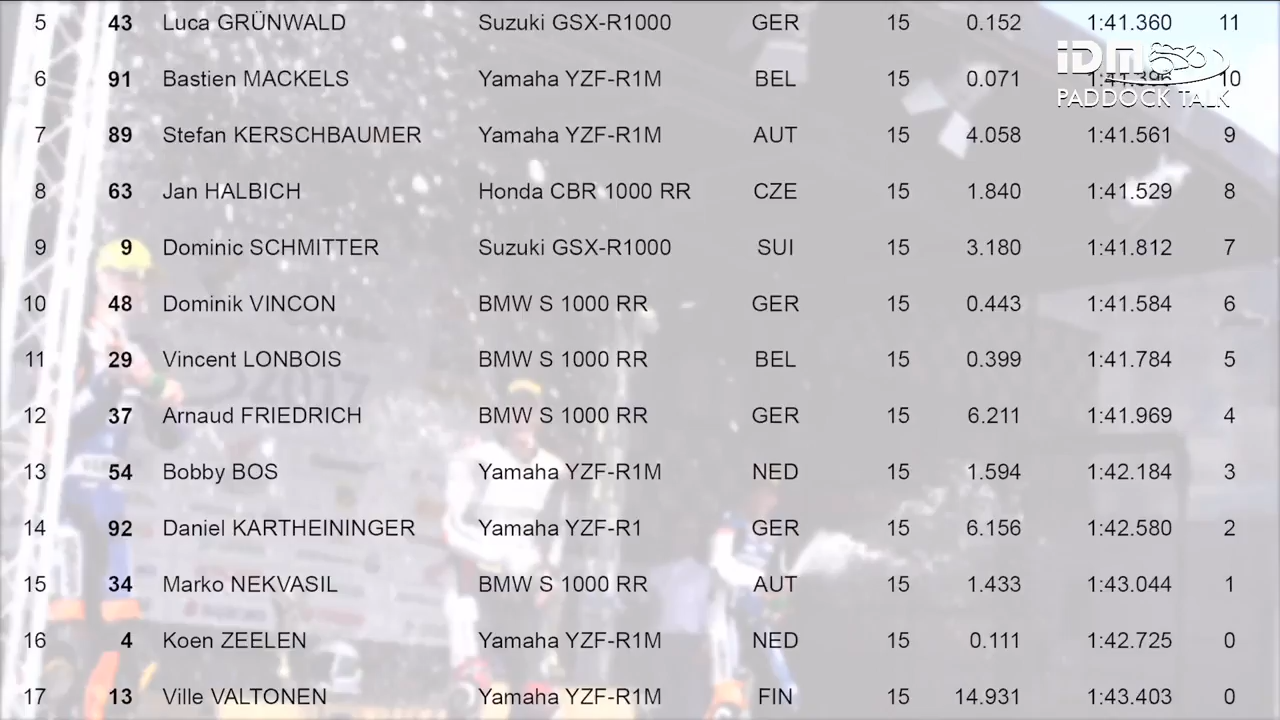 5 43 Luca GRÜNWALD Suzuki GSX-R1000 GER 15 0.152 1:41.360 11
IDM
6 91 Bastien MACKELS Yamaha YZF-R1M BEL 15 0.071 10
PADDOCK TALK
7 89 Stefan KERSCHBAUMER Yamaha YZF-R1M AUT 15 4.058 1:41.561 9
8 63 Jan HALBICH Honda CBR 1000 RR CZE 15 1.840 1:41.529 8
9 9 Dominic SCHMITTER Suzuki GSX-R1000 SUI 15 3.180 1:41.812 7
10 48 Dominik VINCON BMW S 1000 RR GER 15 0.443 1:41.584 6
11 29 Vincent LONBOIS BMW S 1000 RR BEL 15 0.399 1:41.784 5
12 37 Arnaud FRIEDRICH BMW S 1000 RR GER 15 6.211 1:41.969 4
13 54 Bobby BOS Yamaha YZF-R1M NED 15 1.594 1:42.184 3
14 92 Daniel KARTHEININGER Yamaha YZF-R1 GER 15 6.156 1:42.580 2
15 34 Marko NEKVASIL BMW S 1000 RR AUT 15 1.433 1:43.044 1
16 4 Koen ZEELEN Yamaha YZF-R1M NED 15 0.111 1:42.725 0
17 13 Ville VALTONEN Yamaha YZF-R1M FIN 15 14.931 1:43.403 0